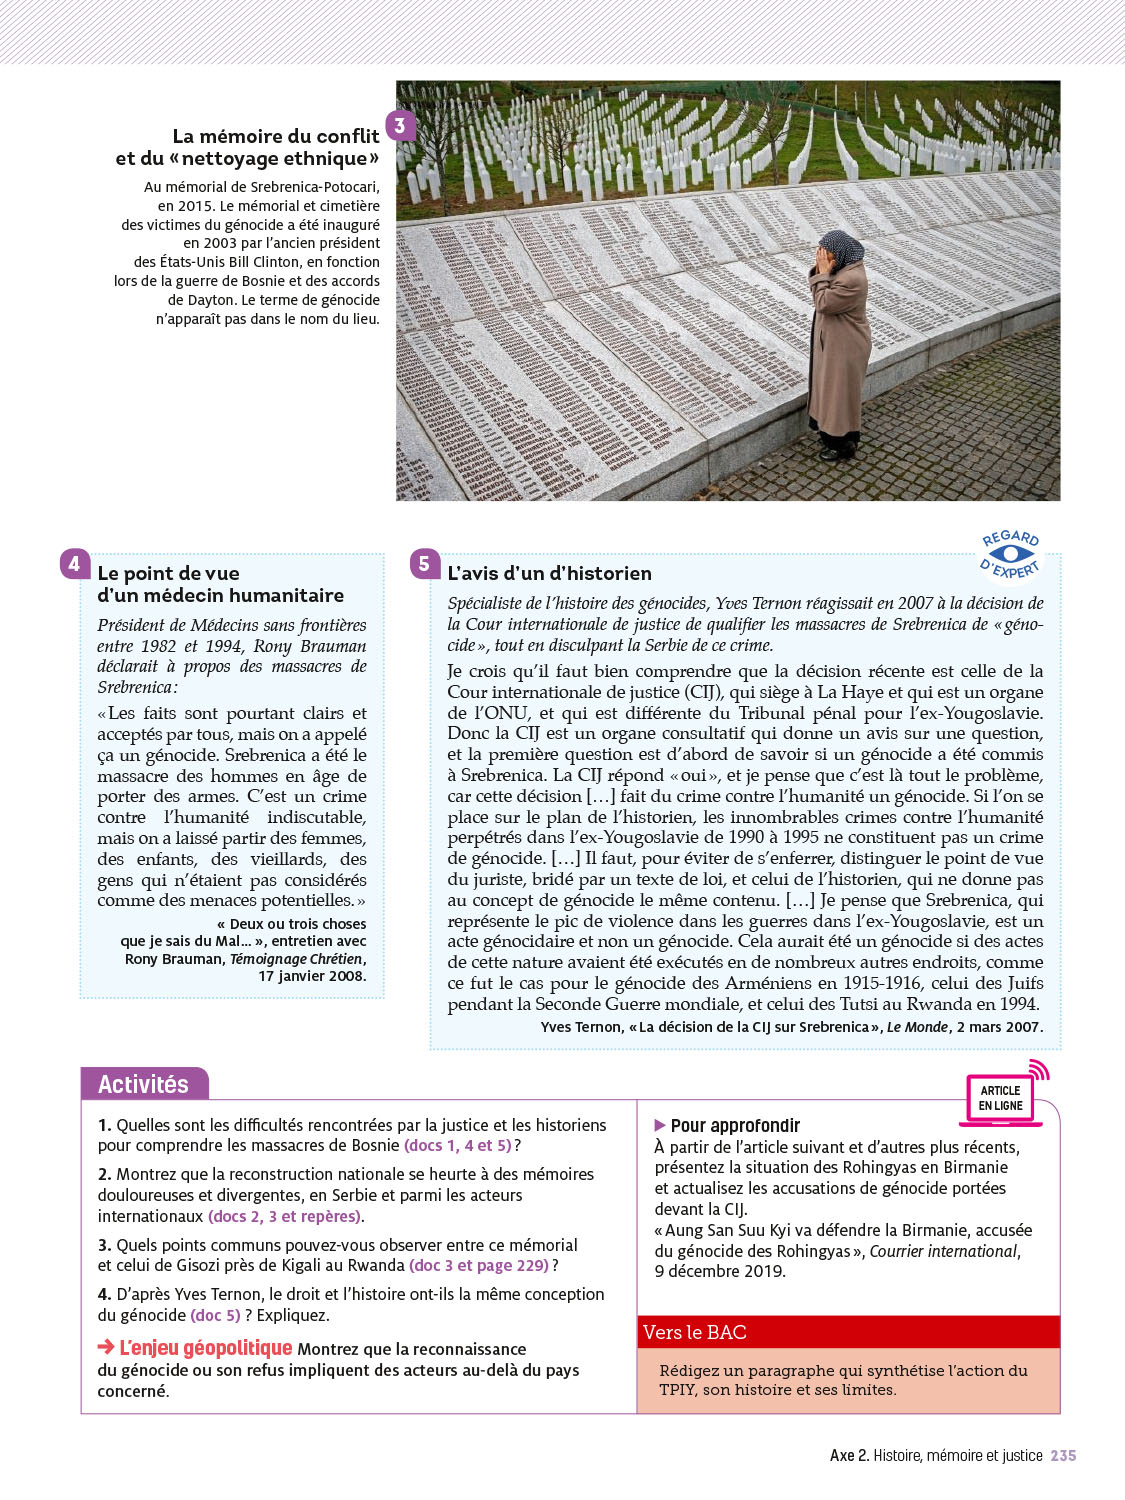 3
La mémoire du conflit
et du « nettoyage ethnique »
Au mémorial de Srebrenica-Potocari,
en 2015. Le mémorial et cimetière
des victimes du génocide a été inauguré
en 2003 par l’ancien président
des États-Unis Bill Clinton, en fonction
lors de la guerre de Bosnie et des accords
de Dayton. Le terme de génocide
n’apparaît pas dans le nom du lieu.
4
Le point de vue
d’un médecin humanitaire
Président de Médecins sans frontières
entre 1982 et 1994, Rony Brauman
déclarait à propos des massacres de
Srebrenica :
« Les faits sont pourtant clairs et
acceptés par tous, mais on a appelé
ça un génocide. Srebrenica a été le
massacre des hommes en âge de
porter des armes. C’est un crime
contre l’humanité indiscutable,
mais on a laissé partir des femmes,
des enfants, des vieillards, des
gens qui n’étaient pas considérés
comme des menaces potentielles. »
« Deux ou trois choses
que je sais du Mal… », entretien avec
Rony Brauman, Témoignage Chrétien,
17 janvier 2008.
5
REGARD
D’EXPERT
L’avis d’un d’historien
Spécialiste de l’histoire des génocides, Yves Ternon réagissait en 2007 à la décision de
la Cour internationale de justice de qualifier les massacres de Srebrenica de « géno-
cide », tout en disculpant la Serbie de ce crime.
Je crois qu’il faut bien comprendre que la décision récente est celle de la
Cour internationale de justice (CIJ), qui siège à La Haye et qui est un organe
de l’ONU, et qui est différente du Tribunal pénal pour l’ex-Yougoslavie.
Donc la CIJ est un organe consultatif qui donne un avis sur une question,
et la première question est d’abord de savoir si un génocide a été commis
à Srebrenica. La CIJ répond « oui », et je pense que c’est là tout le problème,
car cette décision […] fait du crime contre l’humanité un génocide. Si l’on se
place sur le plan de l’historien, les innombrables crimes contre l’humanité
perpétrés dans l’ex-Yougoslavie de 1990 à 1995 ne constituent pas un crime
de génocide. […] Il faut, pour éviter de s’enferrer, distinguer le point de vue
du juriste, bridé par un texte de loi, et celui de l’historien, qui ne donne pas
au concept de génocide le même contenu. […] Je pense que Srebrenica, qui
représente le pic de violence dans les guerres dans l’ex-Yougoslavie, est un
acte génocidaire et non un génocide. Cela aurait été un génocide si des actes
de cette nature avaient été exécutés en de nombreux autres endroits, comme
ce fut le cas pour le génocide des Arméniens en 1915-1916, celui des Juifs
pendant la Seconde Guerre mondiale, et celui des Tutsi au Rwanda en 1994.
Yves Ternon, « La décision de la CIJ sur Srebrenica », Le Monde, 2 mars 2007.
Activités
1. Quelles sont les difficultés rencontrées par la justice et les historiens
pour comprendre les massacres de Bosnie (docs 1, 4 et 5) ?
2. Montrez que la reconstruction nationale se heurte à des mémoires
douloureuses et divergentes, en Serbie et parmi les acteurs
internationaux (docs 2, 3 et repères).
3. Quels points communs pouvez-vous observer entre ce mémorial
et celui de Gisozi près de Kigali au Rwanda (doc 3 et page 229) ?
4. D’après Yves Ternon, le droit et l’histoire ont-ils la même conception
du génocide (doc 5) ? Expliquez.
➔ L’enjeu géopolitique Montrez que la reconnaissance
du génocide ou son refus impliquent des acteurs au-delà du pays
concerné.
ARTICLE
EN LIGNE
▶ Pour approfondir
À partir de l’article suivant et d’autres plus récents,
présentez la situation des Rohingyas en Birmanie
et actualisez les accusations de génocide portées
devant la CIJ.
« Aung San Suu Kyi va défendre la Birmanie, accusée
du génocide des Rohingyas », Courrier international,
9 décembre 2019.
Vers le BAC
Rédigez un paragraphe qui synthétise l’action du
TPIY, son histoire et ses limites.
Axe 2. Histoire, mémoire et justice 235